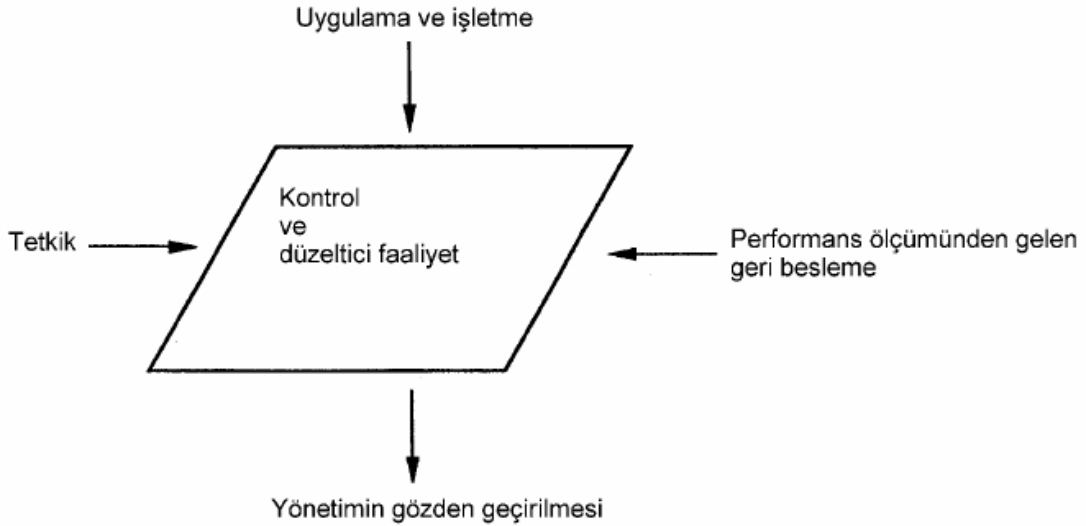 Uygulama ve işletme
Kontrol
ve
düzeltici faaliyet
Tetkik
Performans ölçümünden gelen
geri besleme
Yönetimin gözden geçirilmesi